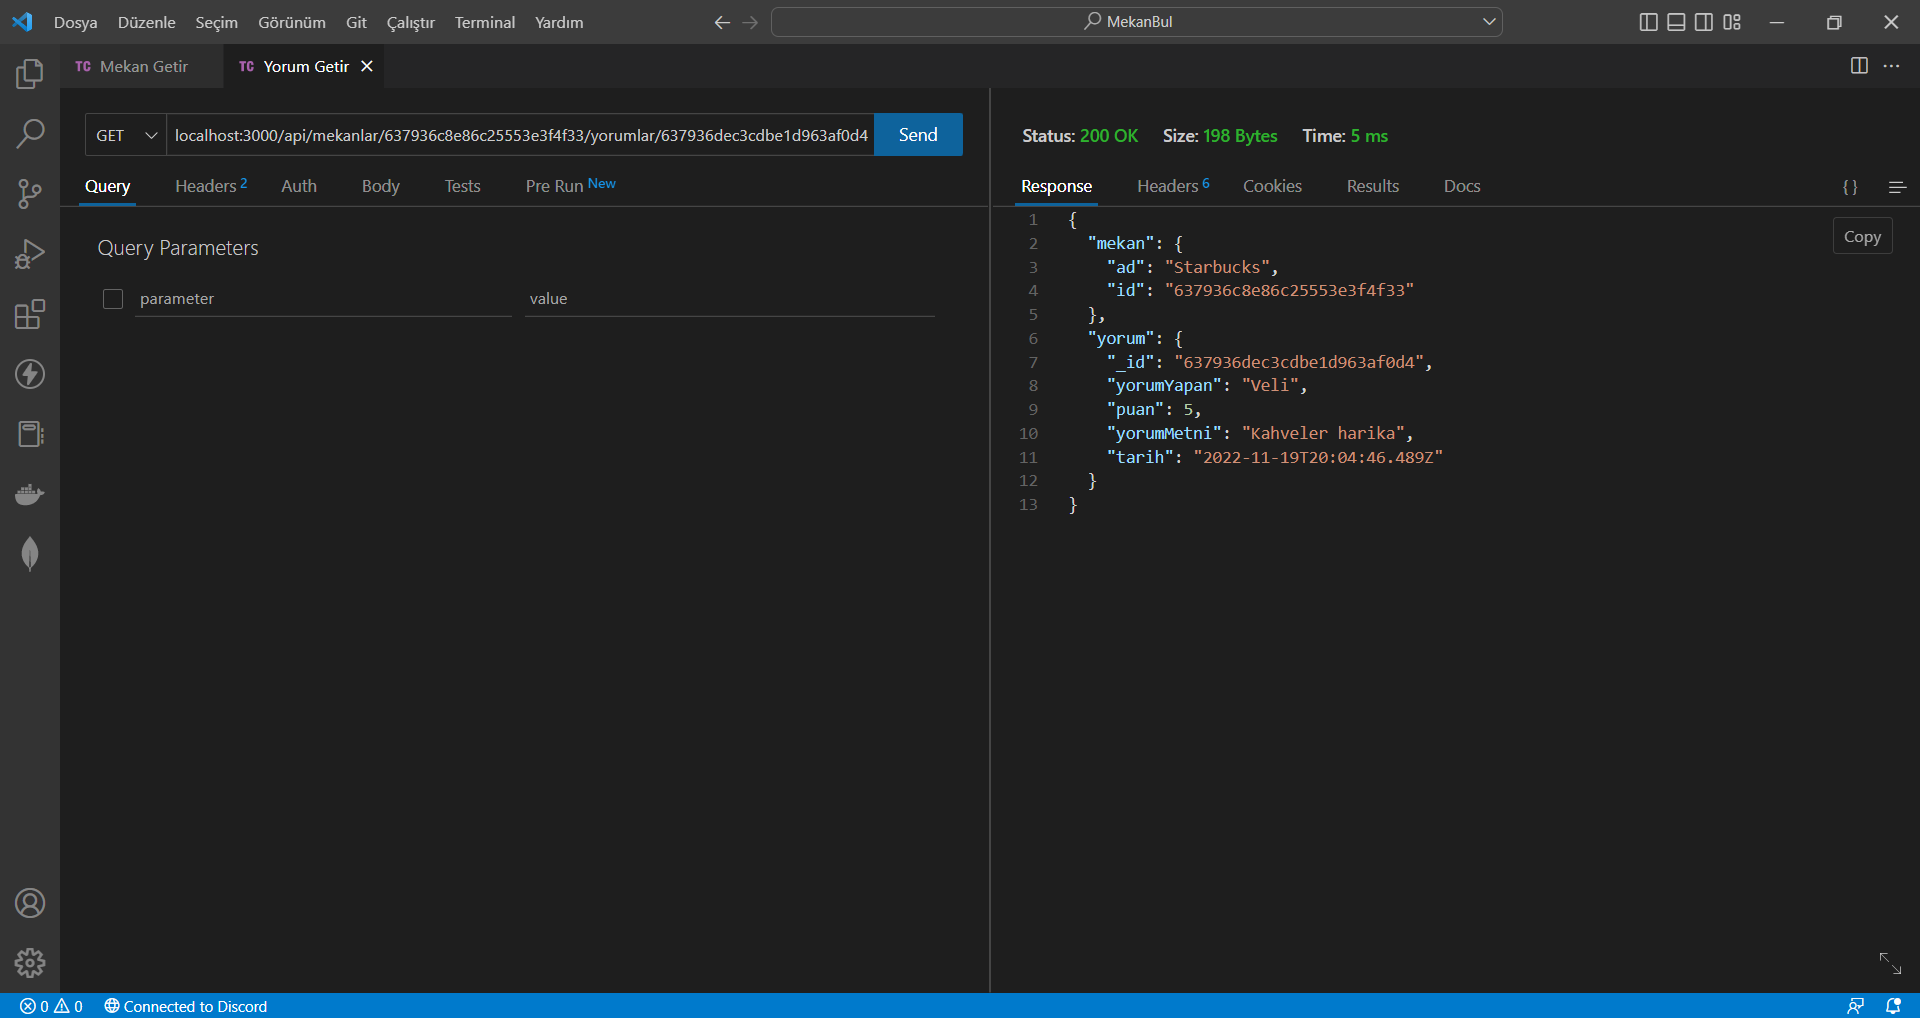 Dosya Düzenle Seçim Görünüm Git Çalıştır Terminal Yardım MekanBul
TC Mekan Getir TC Yorum Getir
GET localhost:3000/api/mekanlar/637936c8e86c25553e3f4f33/yorumlar/637936dec3cdbe1d963af0d4 Send
Status: 200 OK Size: 198 Bytes Time: 5 ms
Query Headers 2 Auth Body Tests Pre Run New
Response Headers 6 Cookies Results Docs { }
Query Parameters
parameter value
Copy
1 {
2 "mekan": {
3 "ad": "Starbucks",
4 "id": "637936c8e86c25553e3f4f33"
5 },
6 "yorum": {
7 "_id": "637936dec3cdbe1d963af0d4",
8 "yorumYapan": "Veli",
9 "puan": 5,
10 "yorumMetni": "Kahveler harika",
11 "tarih": "2022-11-19T20:04:46.489Z"
12 }
13 }
0 0 Connected to Discord